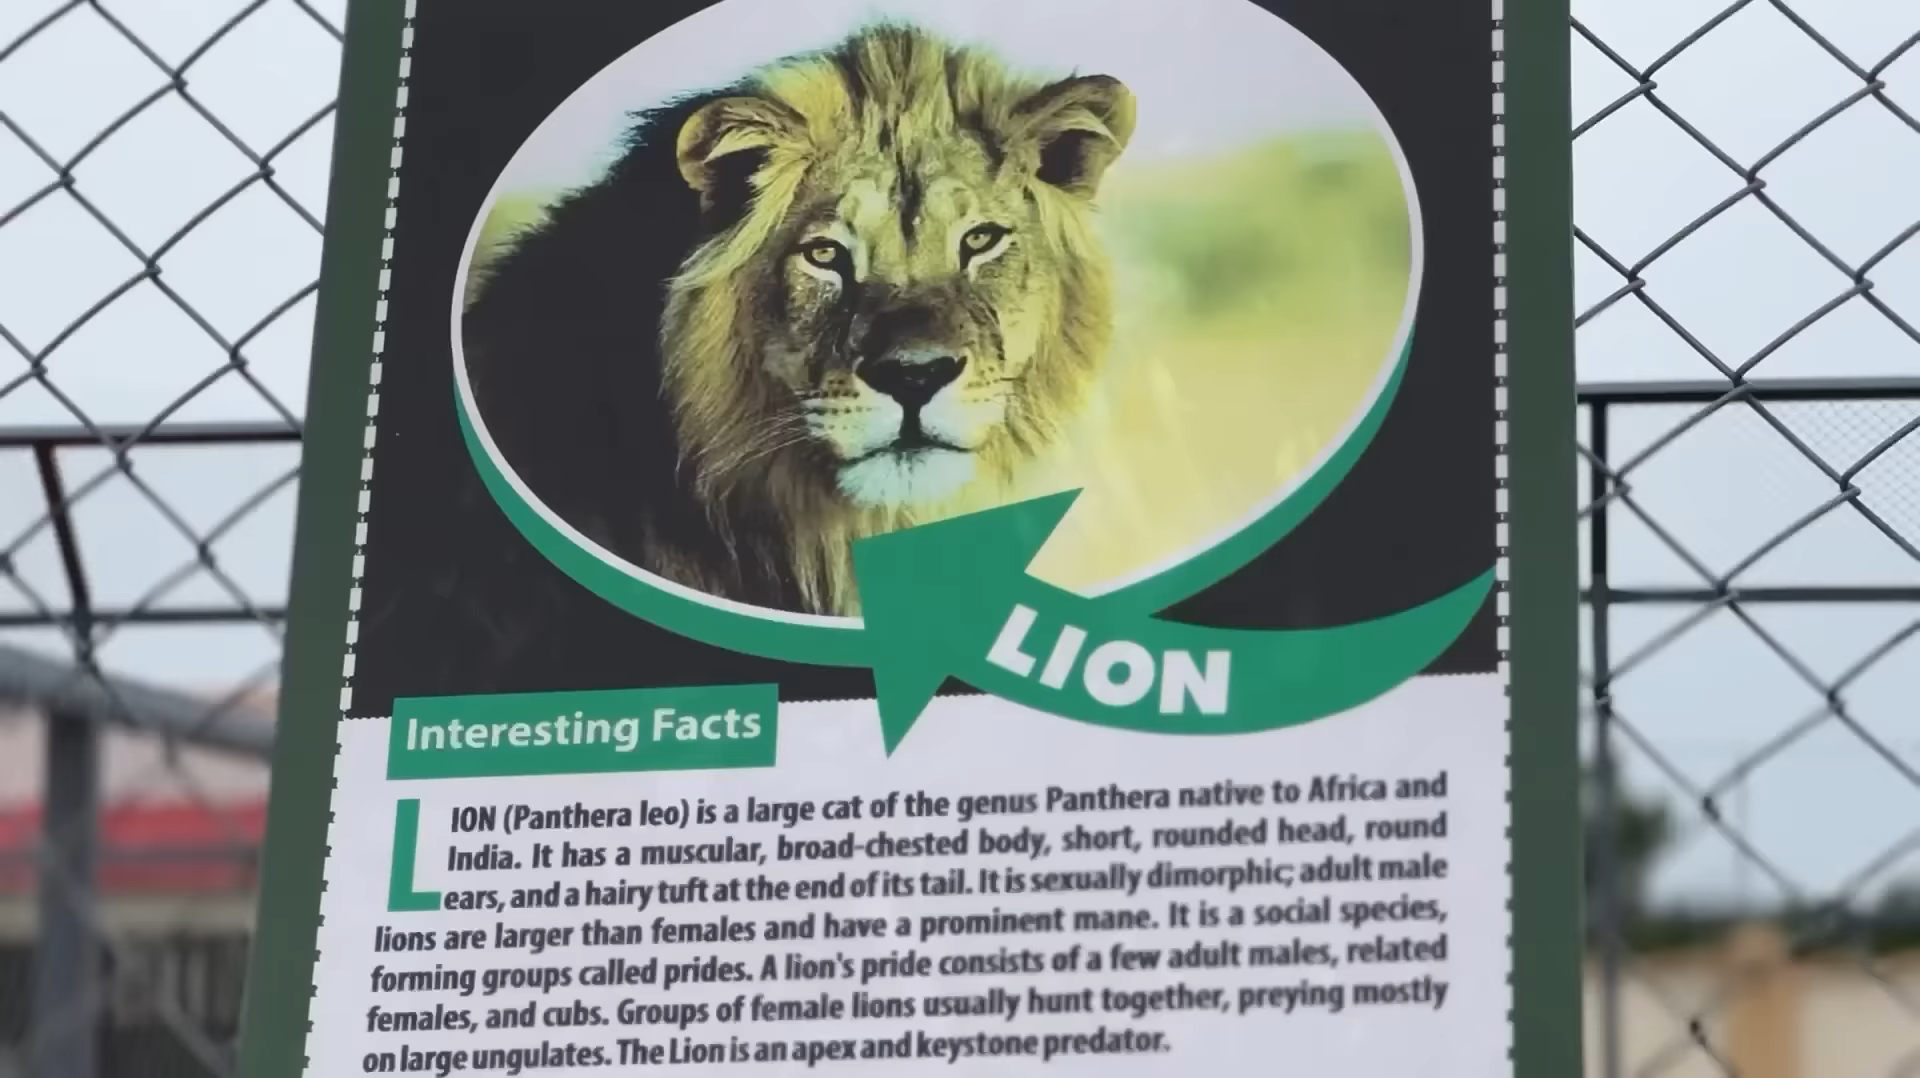 LION
Interesting Facts
LION (Panthera leo) is a large cat of the genus Panthera native to Africa and
India. It has a muscular, broad-chested body, short, rounded head, round
ears, and a hairy tuft at the end of its tail. It is sexually dimorphic; adult male
lions are larger than females and have a prominent mane. It is a social species,
forming groups called prides. A lion's pride consists of a few adult males, related
females, and cubs. Groups of female lions usually hunt together, preying mostly
on large ungulates. The Lion is an apex and keystone predator.